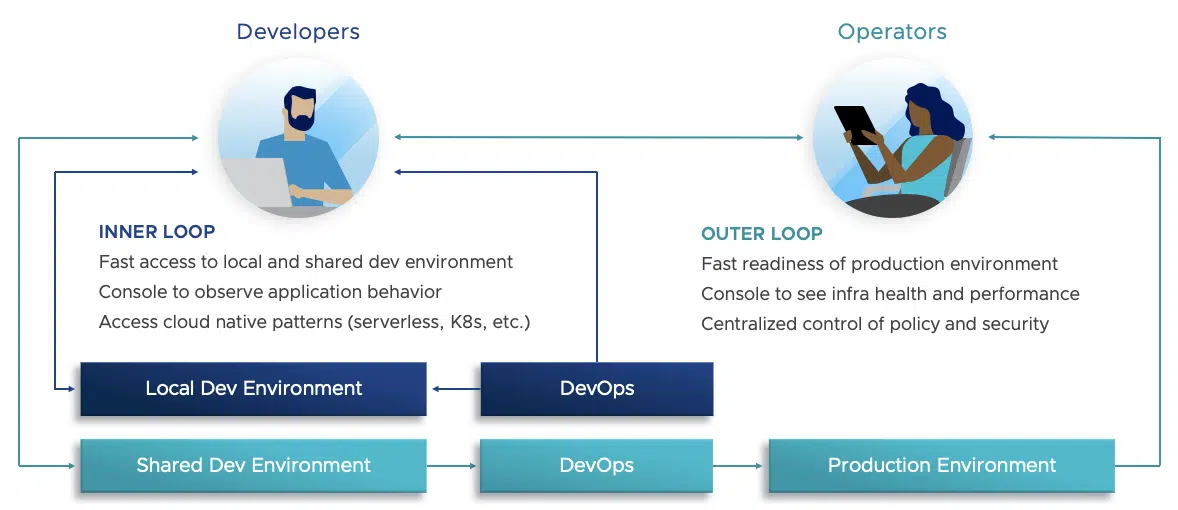 Developers
Operators
INNER LOOP
Fast access to local and shared dev environment
Console to observe application behavior
Access cloud native patterns (serverless, K8s, etc.)
OUTER LOOP
Fast readiness of production environment
Console to see infra health and performance
Centralized control of policy and security
Local Dev Environment
DevOps
Shared Dev Environment
DevOps
Production Environment